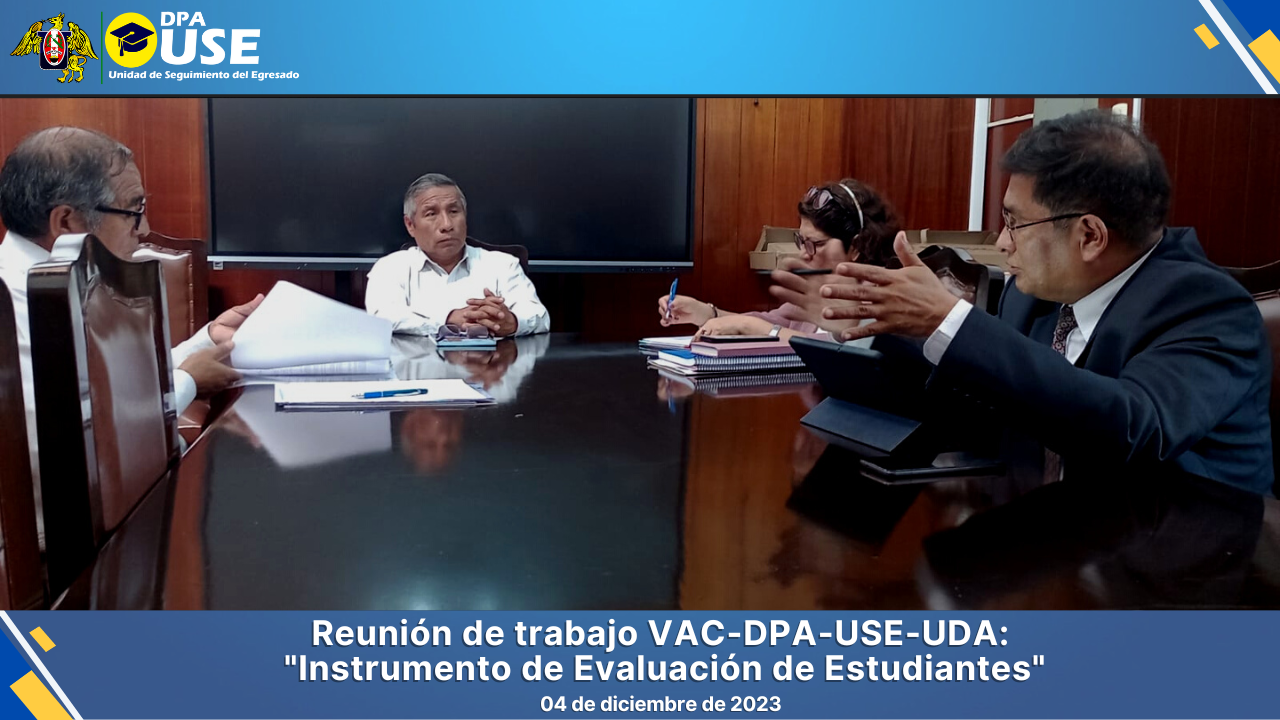 DPA
USE
Unidad de Seguimiento del Egresado
Reunión de trabajo VAC-DPA-USE-UDA:
"Instrumento de Evaluación de Estudiantes"
04 de diciembre de 2023